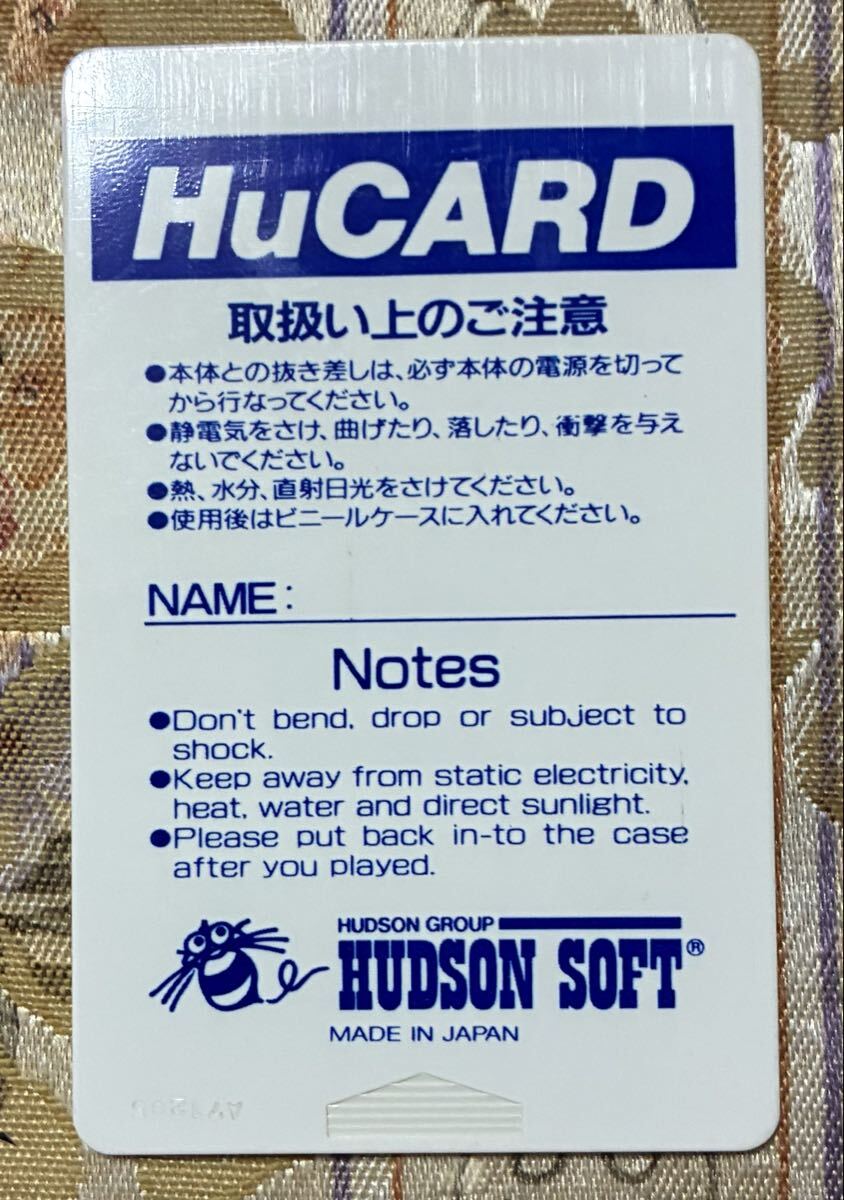 HuCARD
取扱い上のご注意
●本体との抜き差しは、必ず本体の電源を切って
から行なってください。
●静電気をさけ、曲げたり、落したり、衝撃を与え
ないでください。
●熱、水分、直射日光をさけてください。
●使用後はビニールケースに入れてください。
NAME:
Notes
●Don't bend, drop or subject to
shock.
●Keep away from static electricity,
heat, water and direct sunlight.
●Please put back in-to the case
after you played.
HUDSON GROUP
HUDSON SOFT®
MADE IN JAPAN